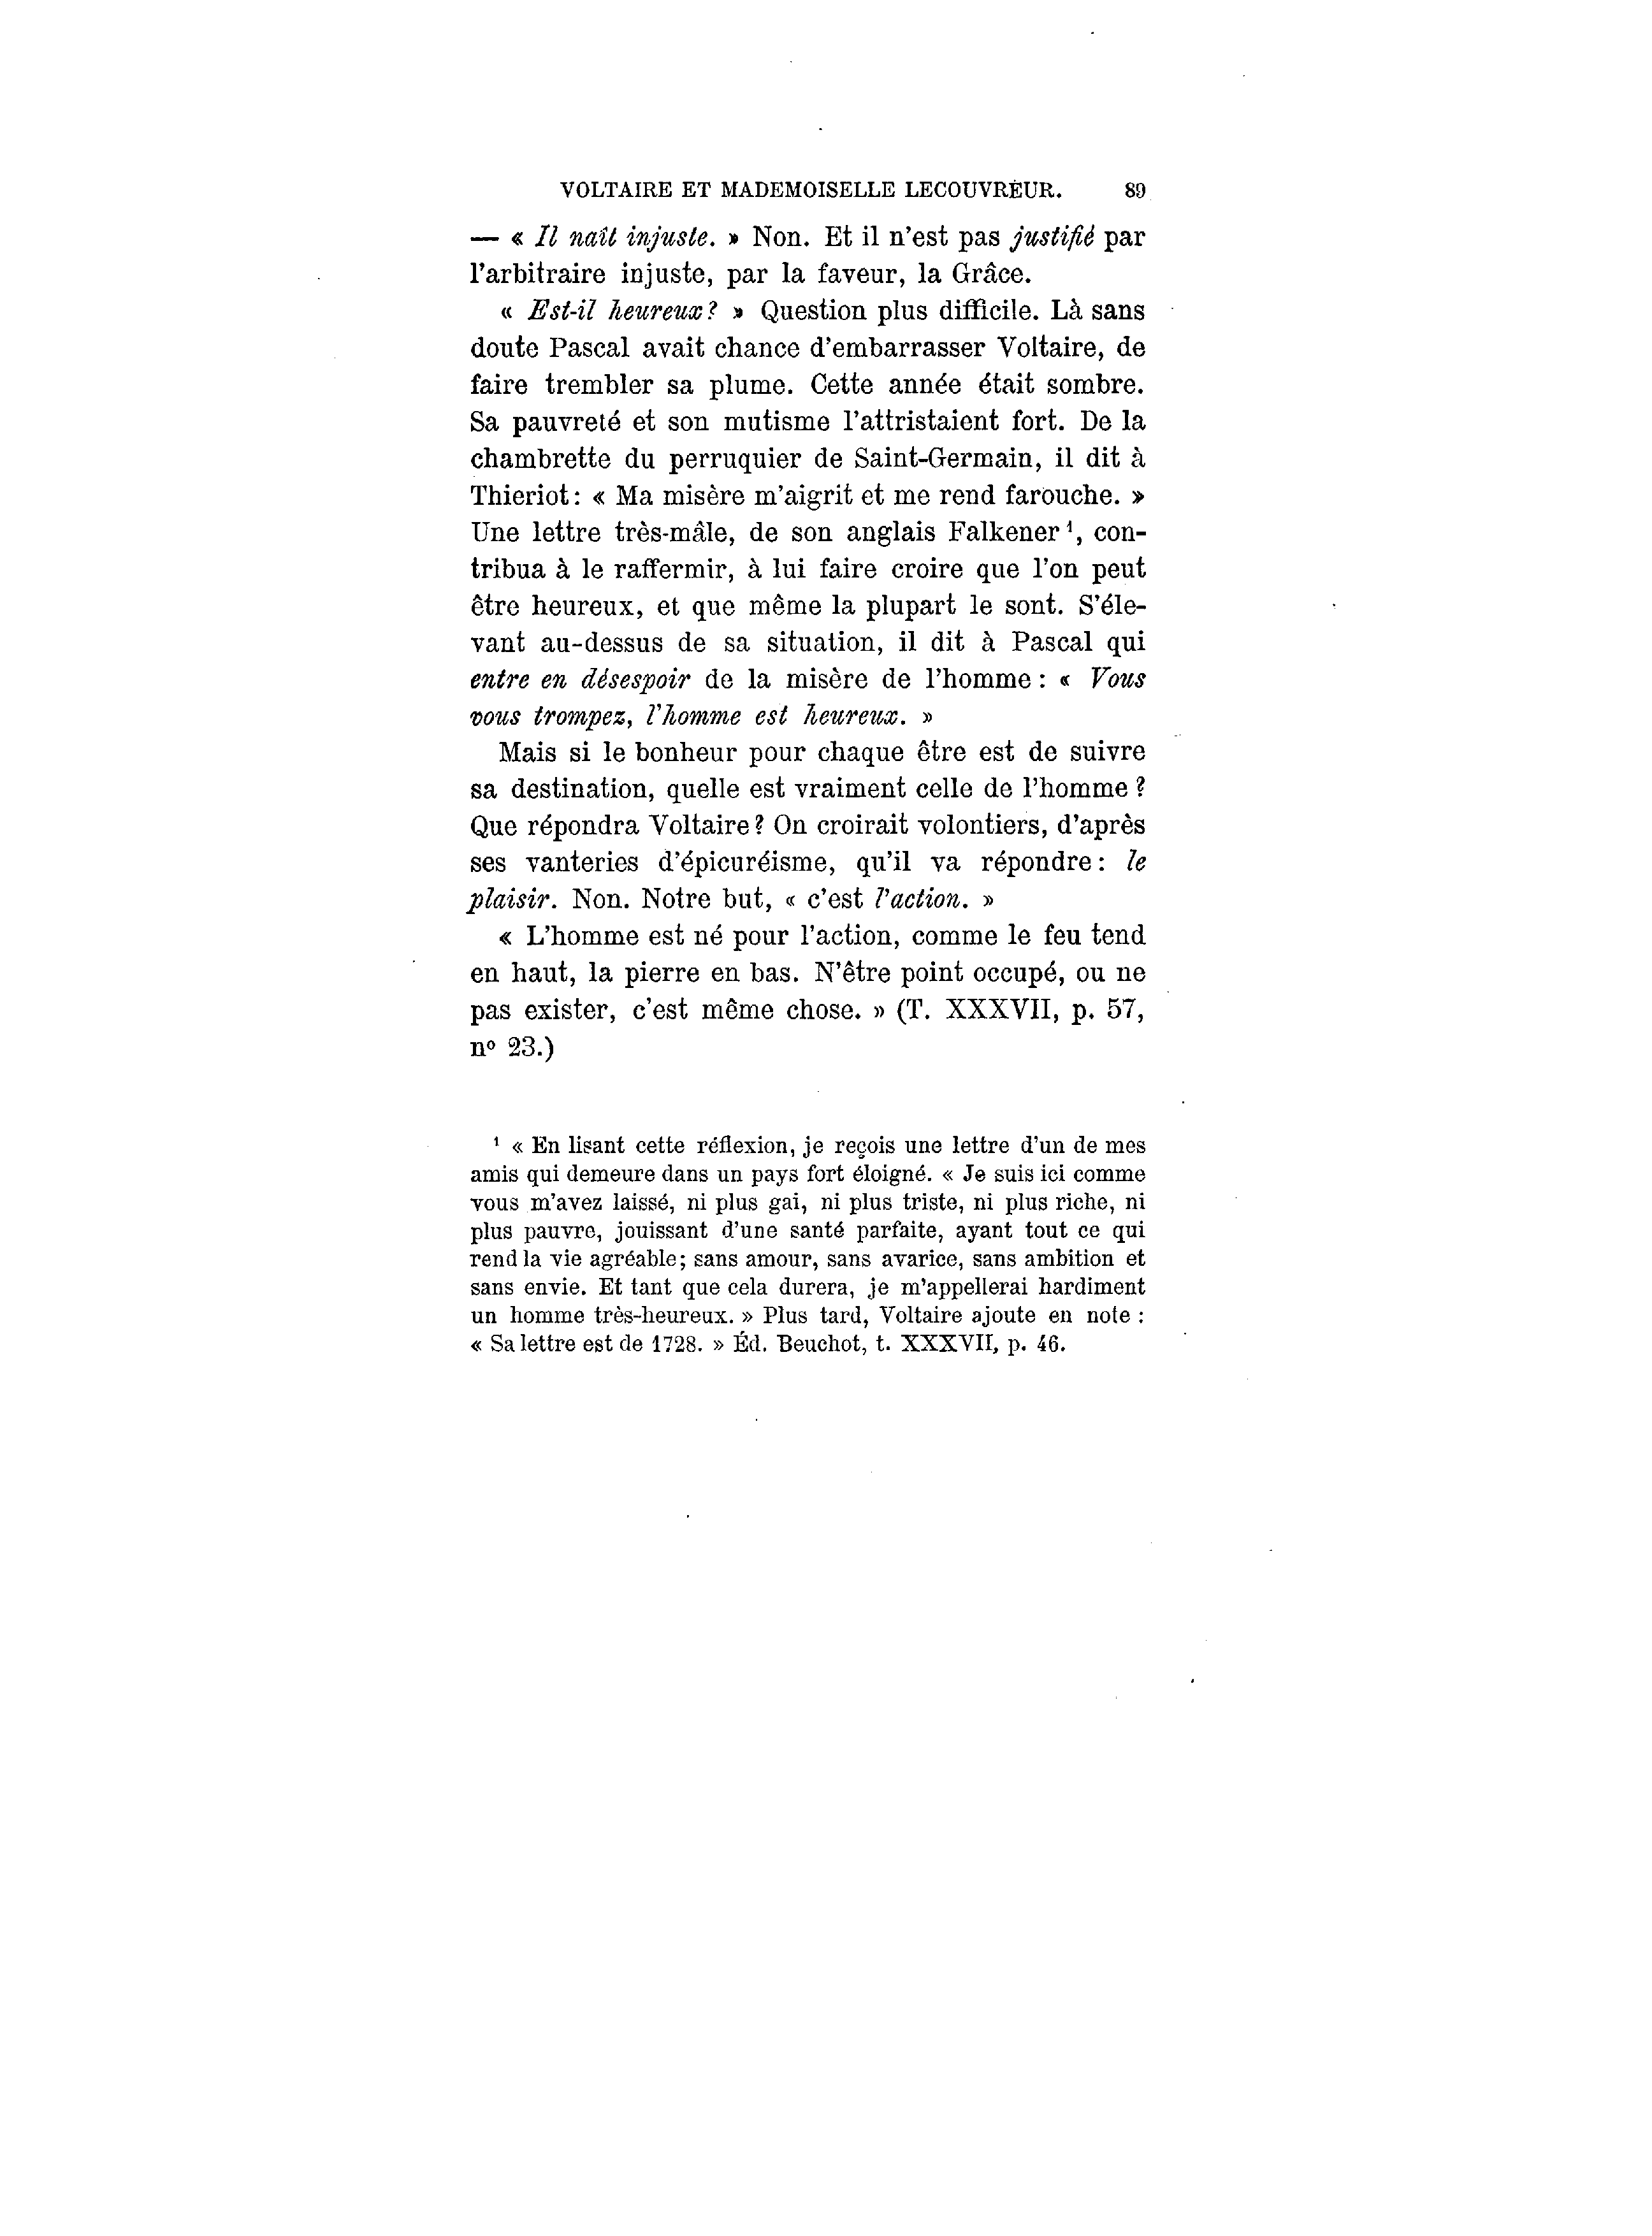 VOLTAIRE ET MADEMOISELLE LECOUVREUR. 89
— « Il naît injuste. » Non. Et il n'est pas justifié par
l'arbitraire injuste, par la faveur, la Grâce.
« Est-il heureux ? » Question plus difficile. Là sans
doute Pascal avait chance d'embarrasser Voltaire, de
faire trembler sa plume. Cette année était sombre.
Sa pauvreté et son mutisme l'attristaient fort. De la
chambrette du perruquier de Saint-Germain, il dit à
Thieriot : « Ma misère m'aigrit et me rend farouche. »
Une lettre très-mâle, de son anglais Falkener ¹, con-
tribua à le raffermir, à lui faire croire que l'on peut
être heureux, et que même la plupart le sont. S'éle-
vant au-dessus de sa situation, il dit à Pascal qui
entre en désespoir de la misère de l'homme : « Vous
vous trompez, l'homme est heureux. »
Mais si le bonheur pour chaque être est de suivre
sa destination, quelle est vraiment celle de l'homme ?
Que répondra Voltaire ? On croirait volontiers, d'après
ses vanteries d'épicuréisme, qu'il va répondre : le
plaisir. Non. Notre but, « c'est l'action. »
« L'homme est né pour l'action, comme le feu tend
en haut, la pierre en bas. N'être point occupé, ou ne
pas exister, c'est même chose. » (T. XXXVII, p. 57,
nº 23.)
¹ « En lisant cette réflexion, je reçois une lettre d'un de mes
amis qui demeure dans un pays fort éloigné. « Je suis ici comme
vous m'avez laissé, ni plus gai, ni plus triste, ni plus riche, ni
plus pauvre, jouissant d'une santé parfaite, ayant tout ce qui
rend la vie agréable ; sans amour, sans avarice, sans ambition et
sans envie. Et tant que cela durera, je m'appellerai hardiment
un homme très-heureux. » Plus tard, Voltaire ajoute en note :
« Sa lettre est de 1728. » Éd. Beuchot, t. XXXVII, p. 46.